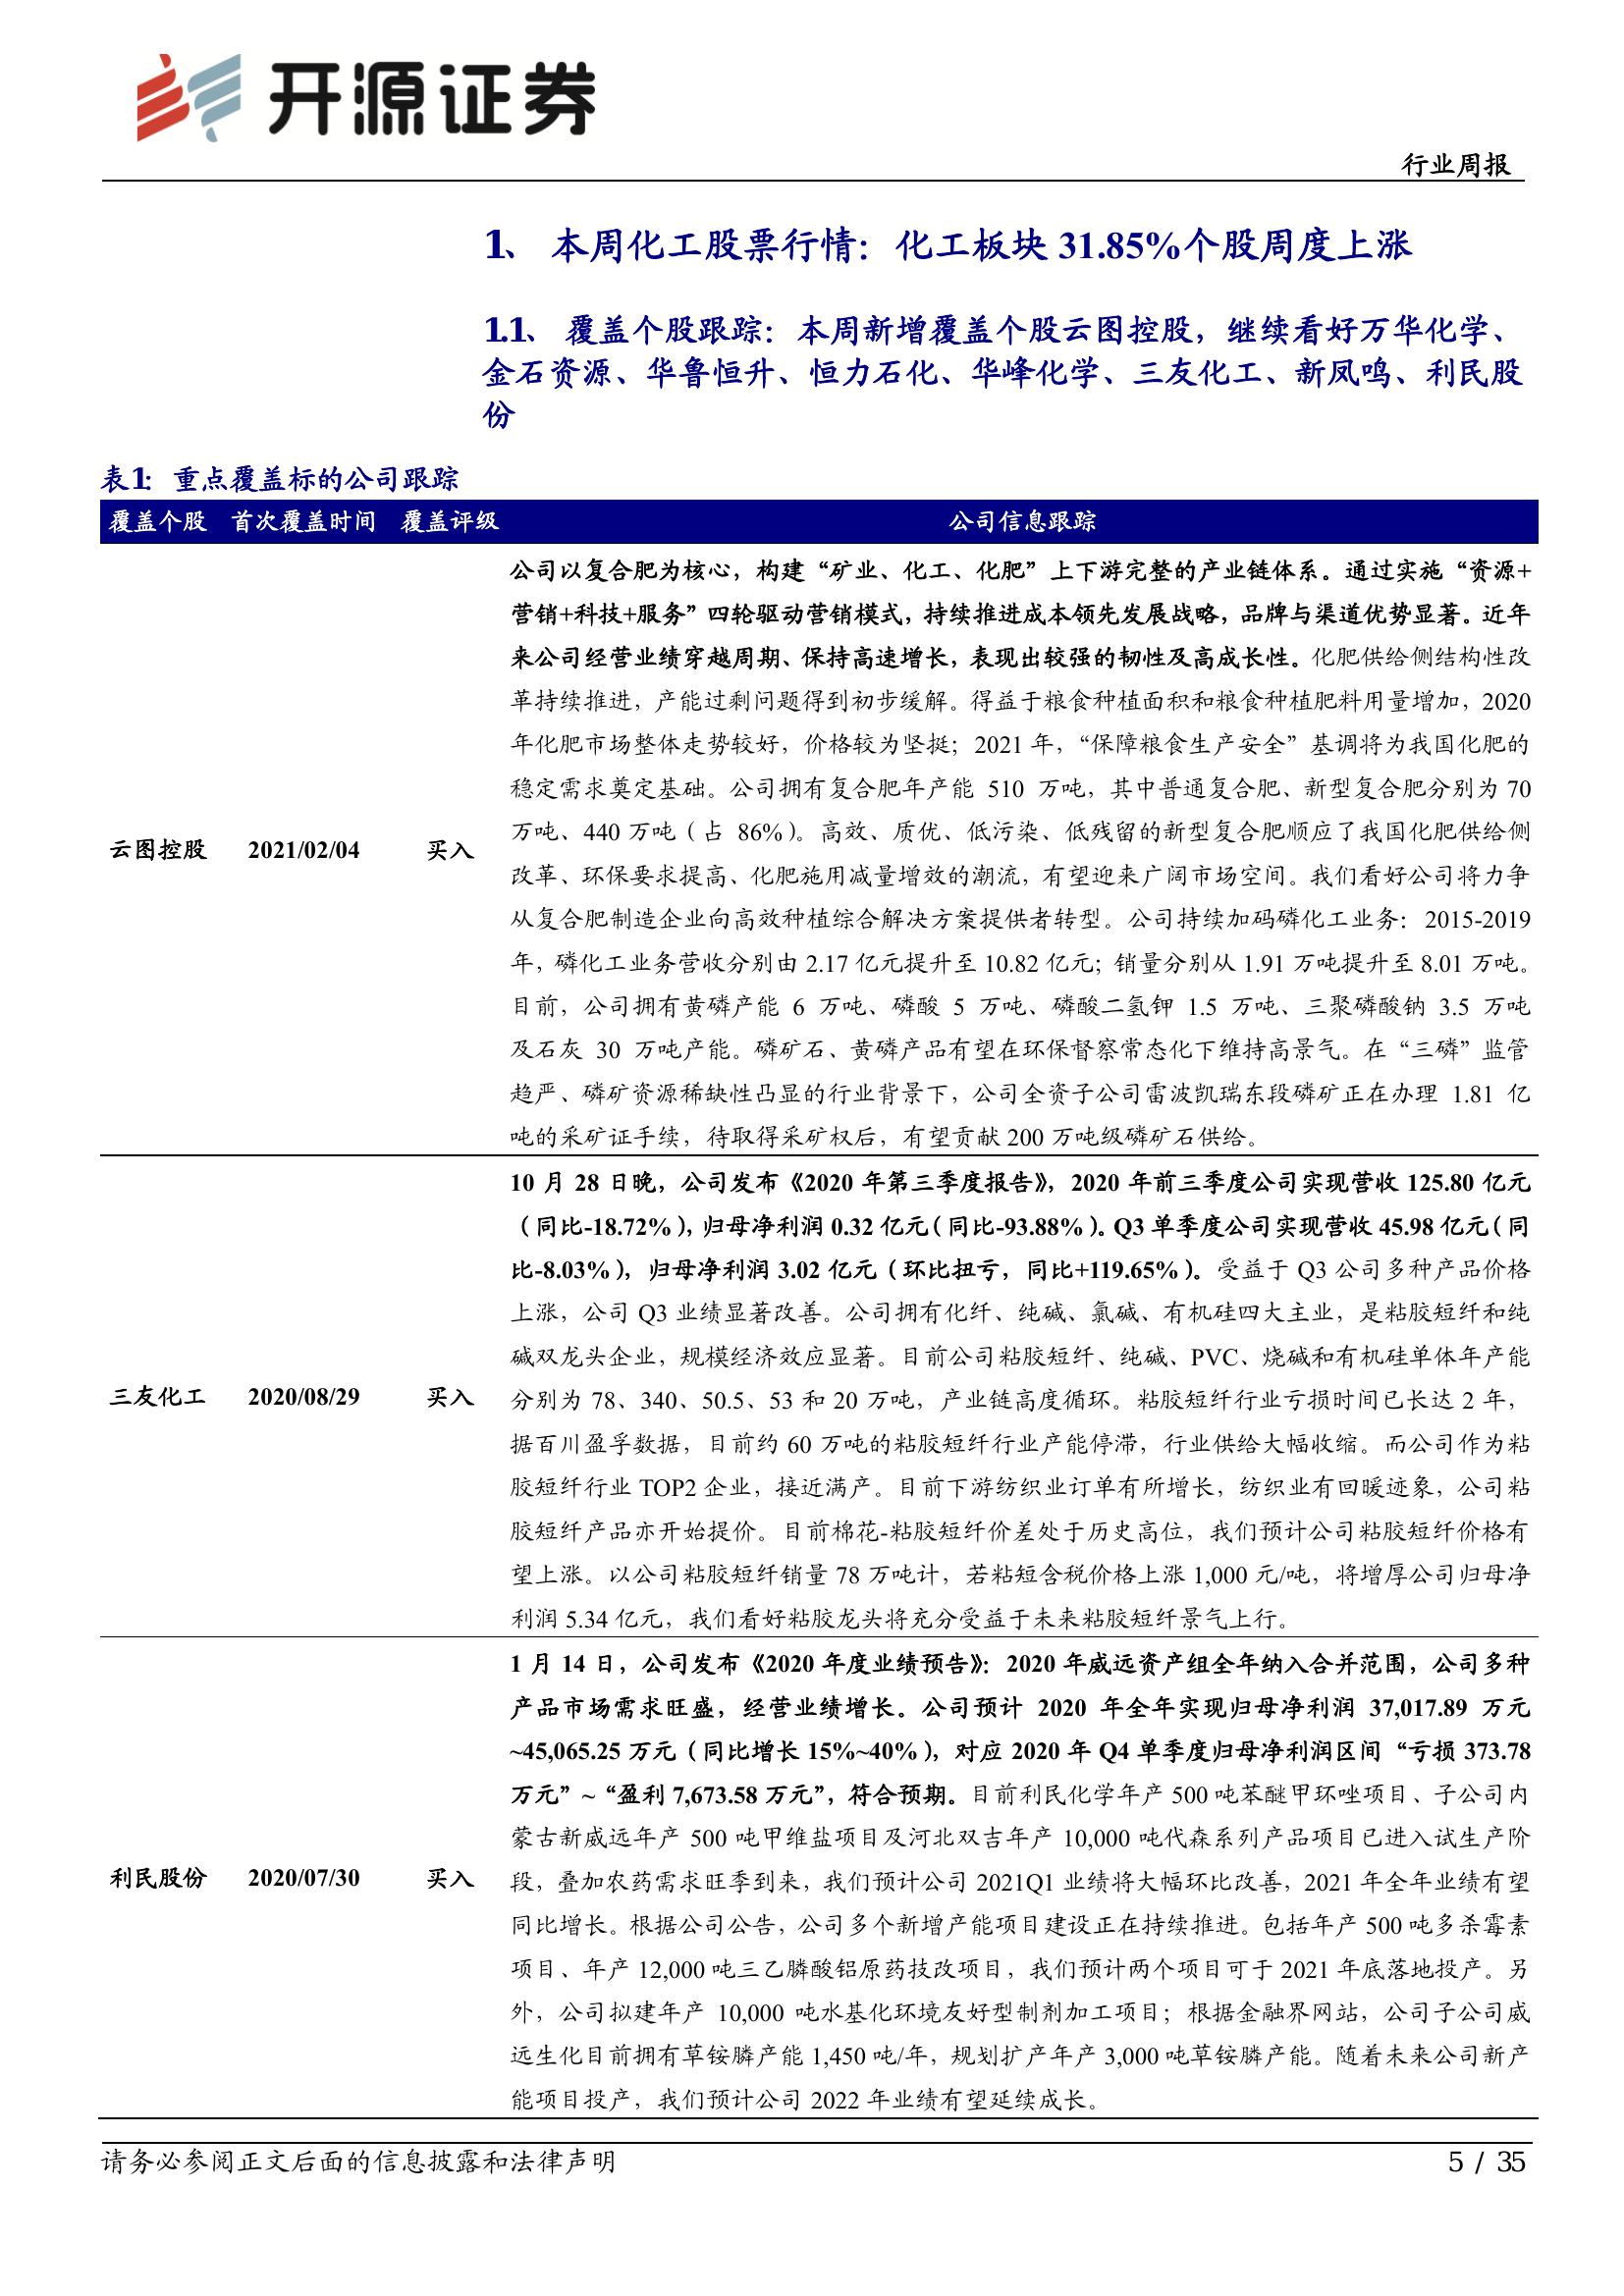 开源证券
行业周报
1、 本周化工股票行情：化工板块 31.85%个股周度上涨
1.1、 覆盖个股跟踪：本周新增覆盖个股云图控股，继续看好万华化学、
金石资源、华鲁恒升、恒力石化、华峰化学、三友化工、新凤鸣、利民股
份
表1： 重点覆盖标的公司跟踪
覆盖个股 首次覆盖时间 覆盖评级 公司信息跟踪
公司以复合肥为核心，构建“矿业、化工、化肥”上下游完整的产业链体系。通过实施“资源+
营销+科技+服务”四轮驱动营销模式，持续推进成本领先发展战略，品牌与渠道优势显著。近年
来公司经营业绩穿越周期、保持高速增长，表现出较强的韧性及高成长性。化肥供给侧结构性改
革持续推进，产能过剩问题得到初步缓解。得益于粮食种植面积和粮食种植肥料用量增加，2020
年化肥市场整体走势较好，价格较为坚挺；2021 年，“保障粮食生产安全”基调将为我国化肥的
稳定需求奠定基础。公司拥有复合肥年产能 510 万吨，其中普通复合肥、新型复合肥分别为 70
万吨、440 万吨（占 86%）。高效、质优、低污染、低残留的新型复合肥顺应了我国化肥供给侧
云图控股 2021/02/04 买入
改革、环保要求提高、化肥施用减量增效的潮流，有望迎来广阔市场空间。我们看好公司将力争
从复合肥制造企业向高效种植综合解决方案提供者转型。公司持续加码磷化工业务：2015-2019
年，磷化工业务营收分别由 2.17 亿元提升至 10.82 亿元；销量分别从 1.91 万吨提升至 8.01 万吨。
目前，公司拥有黄磷产能 6 万吨、磷酸 5 万吨、磷酸二氢钾 1.5 万吨、三聚磷酸钠 3.5 万吨
及石灰 30 万吨产能。磷矿石、黄磷产品有望在环保督察常态化下维持高景气。在“三磷”监管
趋严、磷矿资源稀缺性凸显的行业背景下，公司全资子公司雷波凯瑞东段磷矿正在办理 1.81 亿
吨的采矿证手续，待取得采矿权后，有望贡献 200 万吨级磷矿石供给。
10 月 28 日晚，公司发布《2020 年第三季度报告》，2020 年前三季度公司实现营收 125.80 亿元
（同比-18.72%），归母净利润 0.32 亿元（同比-93.88%）。Q3 单季度公司实现营收 45.98 亿元（同
比-8.03%），归母净利润 3.02 亿元（环比扭亏，同比+119.65%）。受益于 Q3 公司多种产品价格
上涨，公司 Q3 业绩显著改善。公司拥有化纤、纯碱、氯碱、有机硅四大主业，是粘胶短纤和纯
碱双龙头企业，规模经济效应显著。目前公司粘胶短纤、纯碱、PVC、烧碱和有机硅单体年产能
三友化工 2020/08/29 买入
分别为 78、340、50.5、53 和 20 万吨，产业链高度循环。粘胶短纤行业亏损时间已长达 2 年，
据百川盈孚数据，目前约 60 万吨的粘胶短纤行业产能停滞，行业供给大幅收缩。而公司作为粘
胶短纤行业 TOP2 企业，接近满产。目前下游纺织业订单有所增长，纺织业有回暖迹象，公司粘
胶短纤产品亦开始提价。目前棉花-粘胶短纤价差处于历史高位，我们预计公司粘胶短纤价格有
望上涨。以公司粘胶短纤销量 78 万吨计，若粘短含税价格上涨 1,000 元/吨，将增厚公司归母净
利润 5.34 亿元，我们看好粘胶龙头将充分受益于未来粘胶短纤景气上行。
1 月 14 日，公司发布《2020 年度业绩预告》：2020 年威远资产组全年纳入合并范围，公司多种
产品市场需求旺盛，经营业绩增长。公司预计 2020 年全年实现归母净利润 37,017.89 万元
~45,065.25 万元（同比增长 15%~40%），对应 2020 年 Q4 单季度归母净利润区间“亏损 373.78
万元”~“盈利 7,673.58 万元”，符合预期。目前利民化学年产 500 吨苯醚甲环唑项目、子公司内
蒙古新威远年产 500 吨甲维盐项目及河北双吉年产 10,000 吨代森系列产品项目已进入试生产阶
利民股份 2020/07/30 买入
段，叠加农药需求旺季到来，我们预计公司 2021Q1 业绩将大幅环比改善，2021 年全年业绩有望
同比增长。根据公司公告，公司多个新增产能项目建设正在持续推进。包括年产 500 吨多杀霉素
项目、年产 12,000 吨三乙膦酸铝原药技改项目，我们预计两个项目可于 2021 年底落地投产。另
外，公司拟建年产 10,000 吨水基化环境友好型制剂加工项目；根据金融界网站，公司子公司威
远生化目前拥有草铵膦产能 1,450 吨/年，规划扩产年产 3,000 吨草铵膦产能。随着未来公司新产
能项目投产，我们预计公司 2022 年业绩有望延续成长。
请务必参阅正文后面的信息披露和法律声明 5 / 35